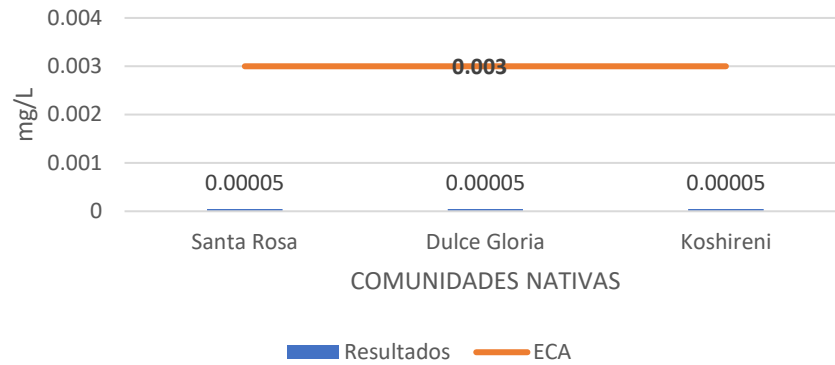 0.004
0.003
0.002
0.001
0
mg/L
0.003
0.00005 0.00005 0.00005
Santa Rosa Dulce Gloria Koshireni
COMUNIDADES NATIVAS
Resultados ECA